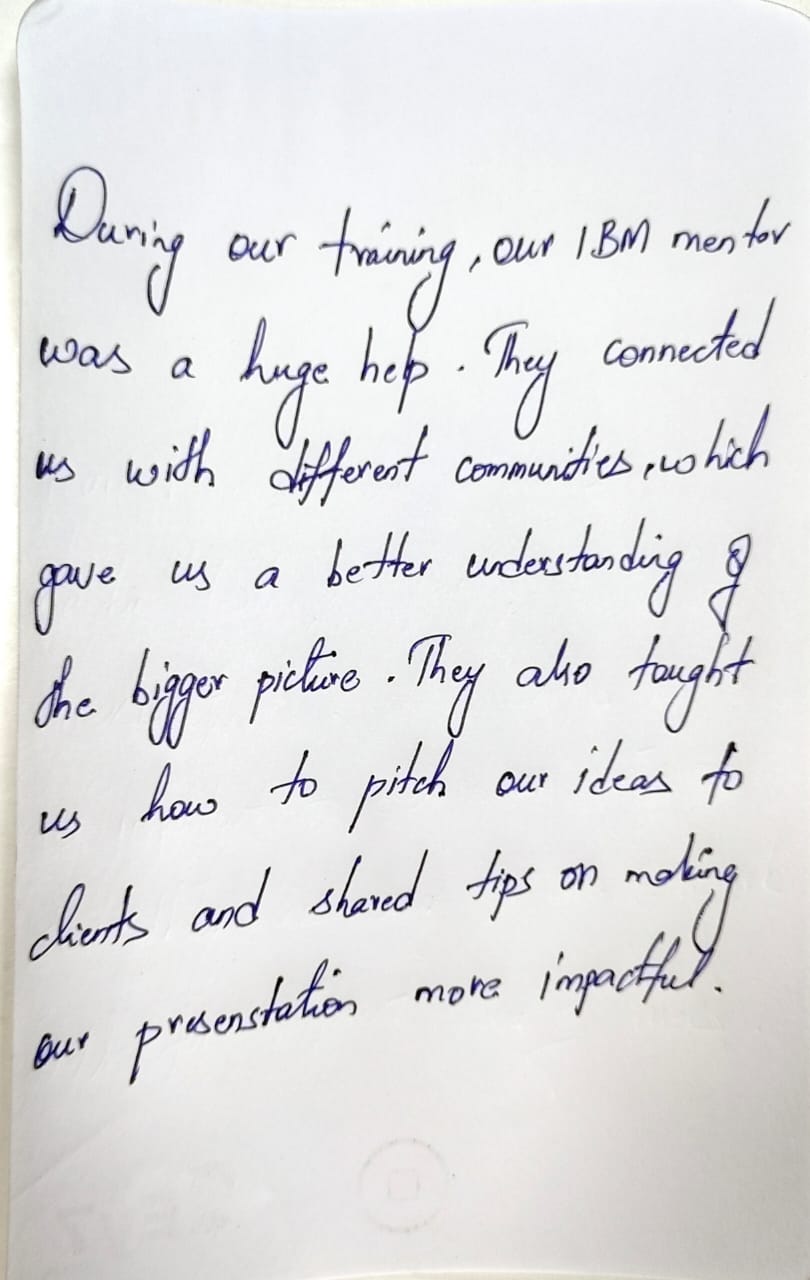 During our training, our IBM mentor
was a huge help. They connected
us with different communities, which
gave us a better understanding of
the bigger picture. They also taught
us how to pitch our ideas to
clients and shared tips on making
our presenstation more impactful.